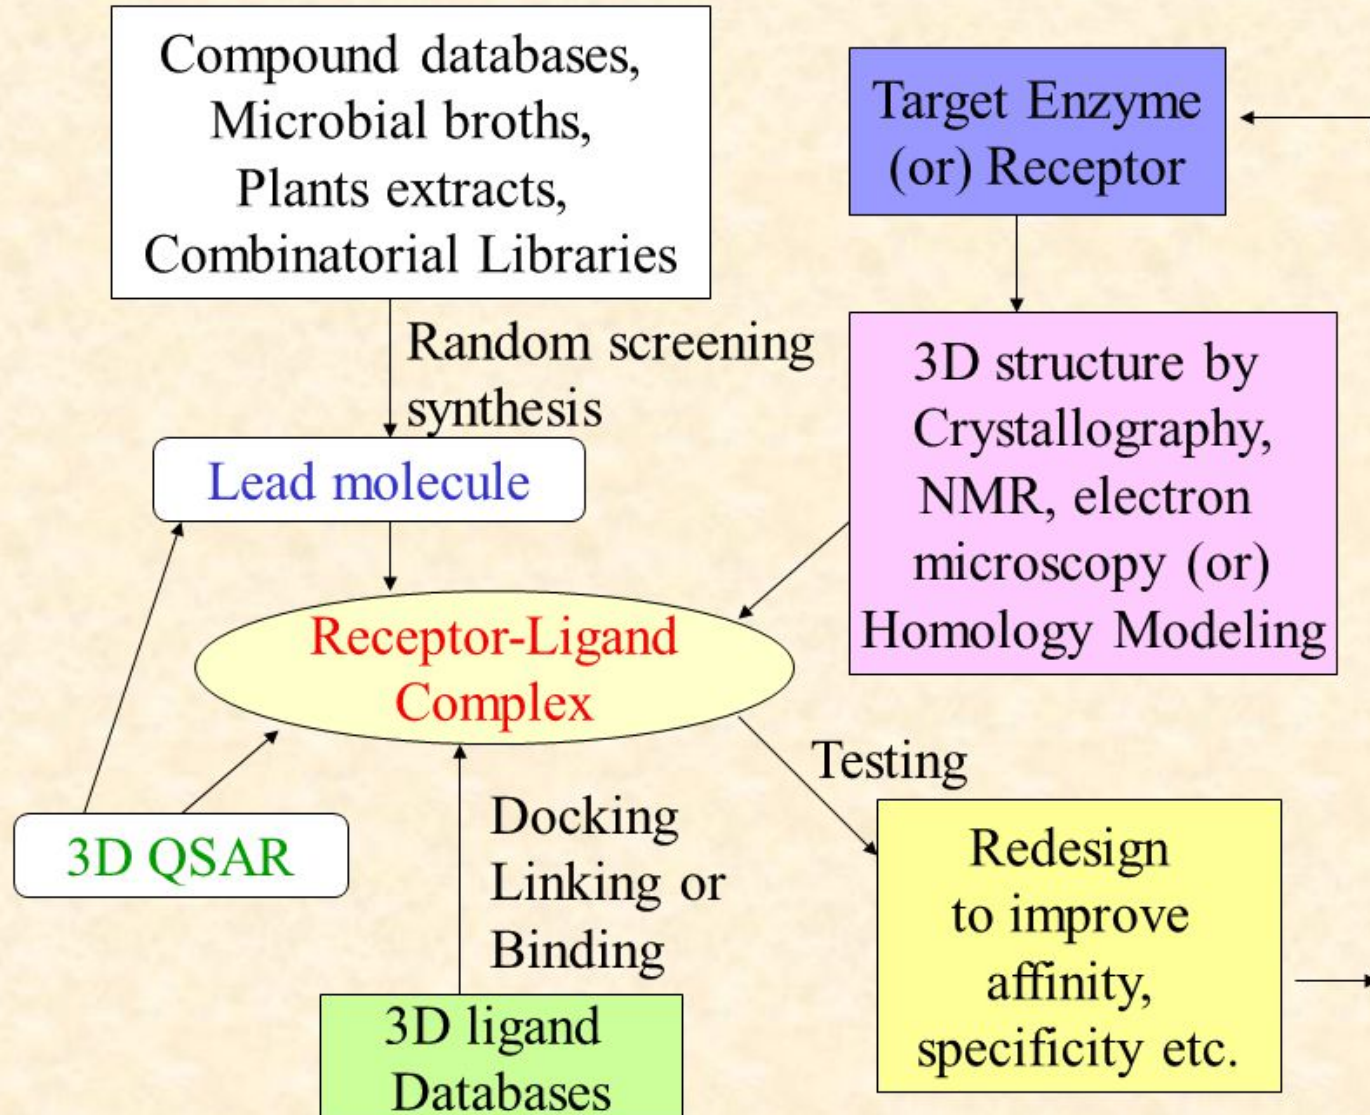 Compound databases,
Microbial broths,
Plants extracts,
Combinatorial Libraries
Target Enzyme
(or) Receptor
Random screening
synthesis
3D structure by
Crystallography,
NMR, electron
microscopy (or)
Homology Modeling
Lead molecule
Receptor-Ligand
Complex
Testing
3D QSAR
Docking
Linking or
Binding
Redesign
to improve
affinity,
specificity etc.
3D ligand
Databases